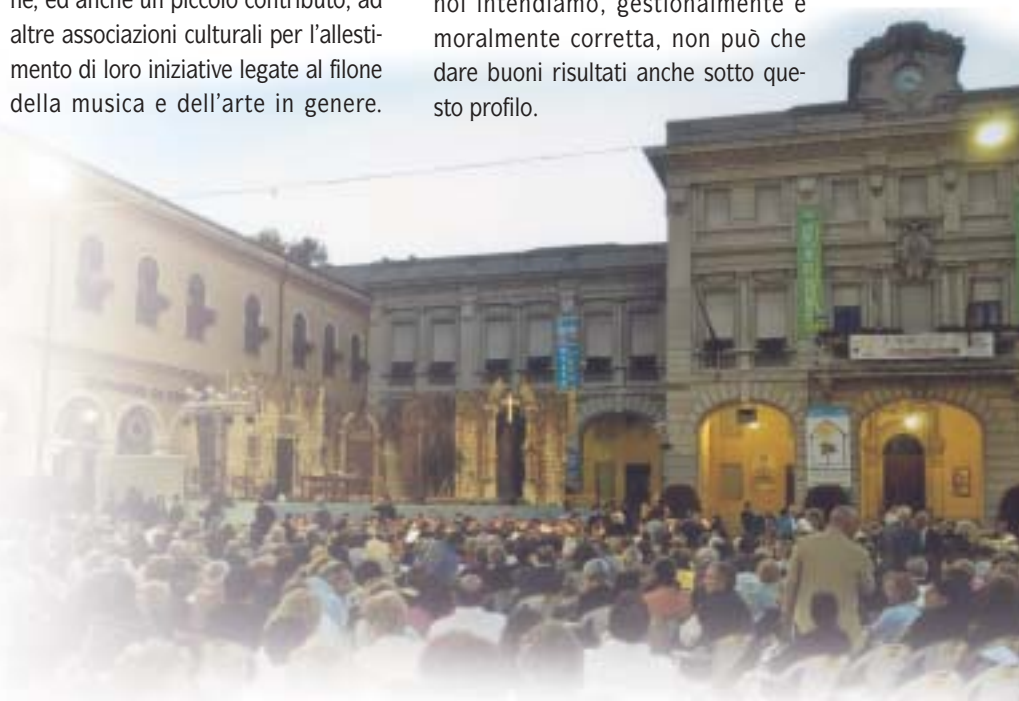 ne, ed anche un piccolo contributo, ad
altre associazioni culturali per l'allesti-
mento di loro iniziative legate al filone
della musica e dell'arte in genere.
noi intendiamo, gestionalmente e
moralmente corretta, non può che
dare buoni risultati anche sotto que-
sto profilo.